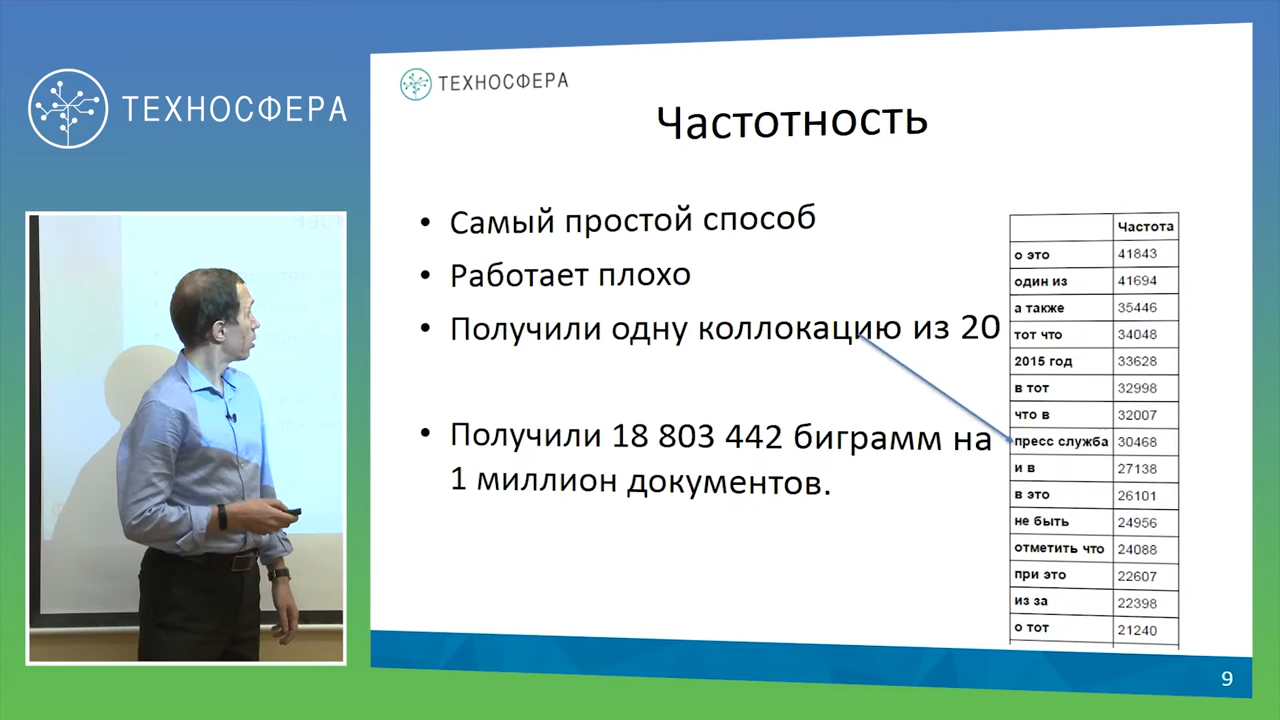 ТЕХНОСФЕРА
ТЕХНОСФЕРА
Частотность
• Самый простой способ
• Работает плохо
• Получили одну коллокацию из 20
• Получили 18 803 442 биграмм на
1 миллион документов.
Частота
о это 41843
один из 41694
а также 35446
тот что 34048
2015 год 33628
в тот 32998
что в 32007
пресс служба 30468
и в 27138
в это 26101
не быть 24956
отметить что 24088
при это 22607
из за 22398
о тот 21240
9